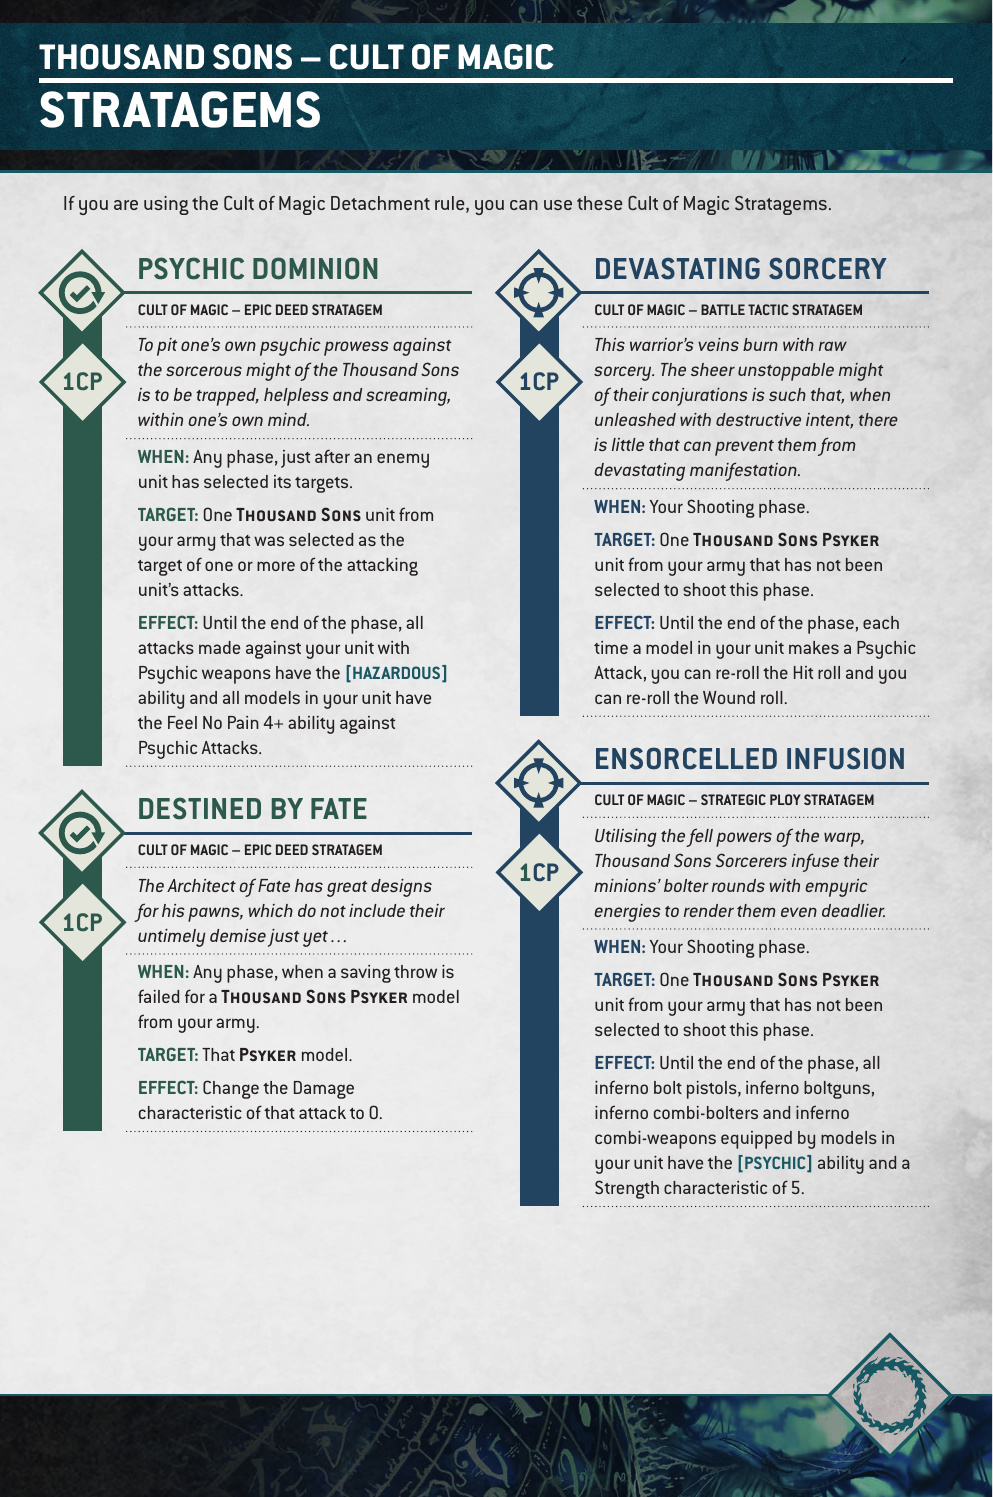 THOUSAND SONS – CULT OF MAGIC
STRATAGEMS
If you are using the Cult of Magic Detachment rule, you can use these Cult of Magic Stratagems.
PSYCHIC DOMINION
CULT OF MAGIC – EPIC DEED STRATAGEM
1CP
To pit one’s own psychic prowess against
the sorcerous might of the Thousand Sons
is to be trapped, helpless and screaming,
within one’s own mind.
WHEN: Any phase, just after an enemy
unit has selected its targets.
TARGET: One Thousand Sons unit from
your army that was selected as the
target of one or more of the attacking
unit’s attacks.
EFFECT: Until the end of the phase, all
attacks made against your unit with
Psychic weapons have the [HAZARDOUS]
ability and all models in your unit have
the Feel No Pain 4+ ability against
Psychic Attacks.
DESTINED BY FATE
CULT OF MAGIC – EPIC DEED STRATAGEM
1CP
The Architect of Fate has great designs
for his pawns, which do not include their
untimely demise just yet…
WHEN: Any phase, when a saving throw is
failed for a Thousand Sons Psyker model
from your army.
TARGET: That Psyker model.
EFFECT: Change the Damage
characteristic of that attack to 0.
DEVASTATING SORCERY
CULT OF MAGIC – BATTLE TACTIC STRATAGEM
1CP
This warrior’s veins burn with raw
sorcery. The sheer unstoppable might
of their conjurations is such that, when
unleashed with destructive intent, there
is little that can prevent them from
devastating manifestation.
WHEN: Your Shooting phase.
TARGET: One Thousand Sons Psyker
unit from your army that has not been
selected to shoot this phase.
EFFECT: Until the end of the phase, each
time a model in your unit makes a Psychic
Attack, you can re-roll the Hit roll and you
can re-roll the Wound roll.
ENSORCELLED INFUSION
CULT OF MAGIC – STRATEGIC PLOY STRATAGEM
1CP
Utilising the fell powers of the warp,
Thousand Sons Sorcerers infuse their
minions’ bolter rounds with empyric
energies to render them even deadlier.
WHEN: Your Shooting phase.
TARGET: One Thousand Sons Psyker
unit from your army that has not been
selected to shoot this phase.
EFFECT: Until the end of the phase, all
inferno bolt pistols, inferno boltguns,
inferno combi-bolters and inferno
combi-weapons equipped by models in
your unit have the [PSYCHIC] ability and a
Strength characteristic of 5.